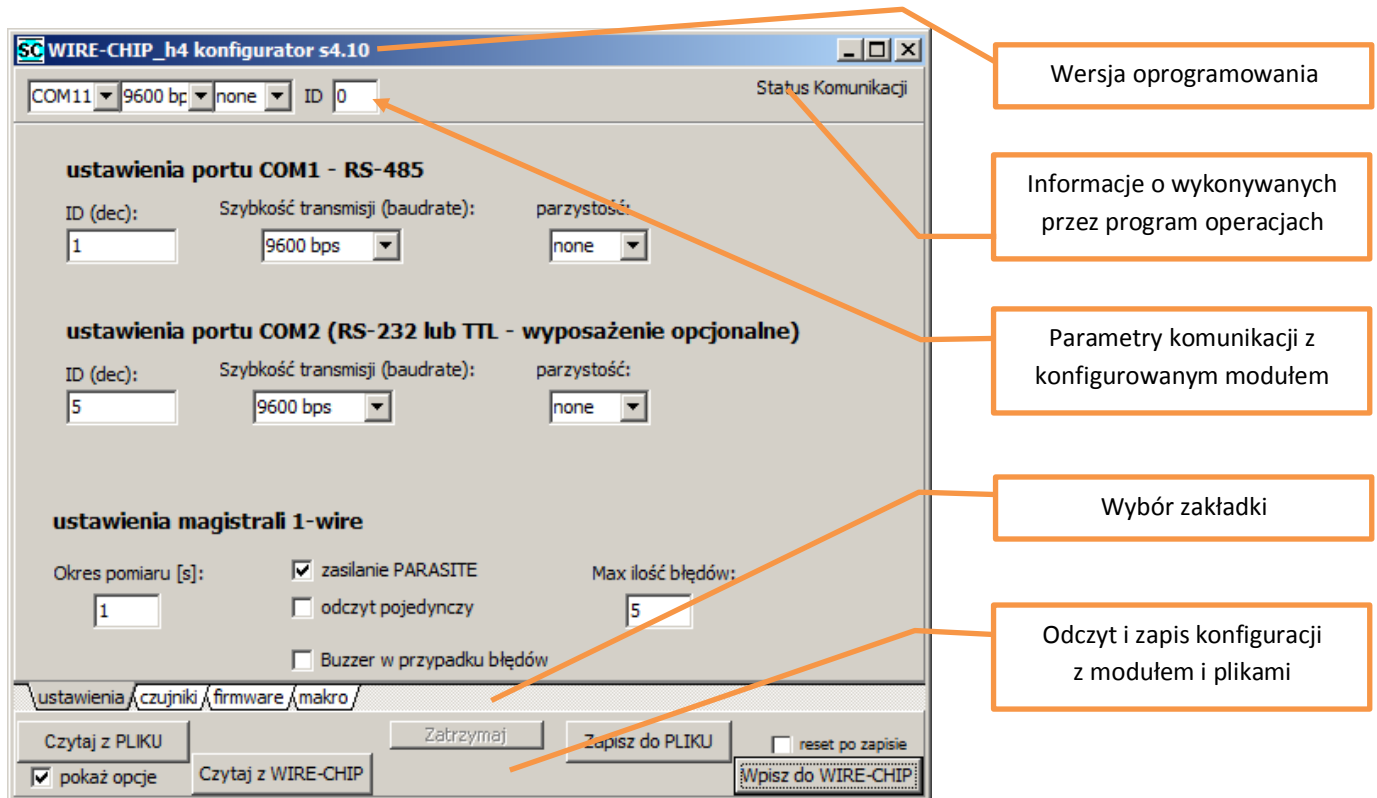 SC WIRE-CHIP_h4 konfigurator s4.10
COM11 9600 bp none ID 0 Status Komunikacji
ustawienia portu COM1 - RS-485
ID (dec): Szybkość transmisji (baudrate): parzystość:
1 9600 bps none
ustawienia portu COM2 (RS-232 lub TTL - wyposażenie opcjonalne)
ID (dec): Szybkość transmisji (baudrate): parzystość:
5 9600 bps none
ustawienia magistrali 1-wire
Okres pomiaru [s]: zasilanie PARASITE Max ilość błędów:
1 odczyt pojedynczy 5
Buzzer w przypadku błędów
ustawienia czujniki firmware makro
Czytaj z PLIKU Zatrzymaj Zapisz do PLIKU reset po zapisie
pokaż opcje Czytaj z WIRE-CHIP Wpisz do WIRE-CHIP
Wersja oprogramowania
Informacje o wykonywanych
przez program operacjach
Parametry komunikacji z
konfigurowanym modułem
Wybór zakładki
Odczyt i zapis konfiguracji
z modułem i plikami